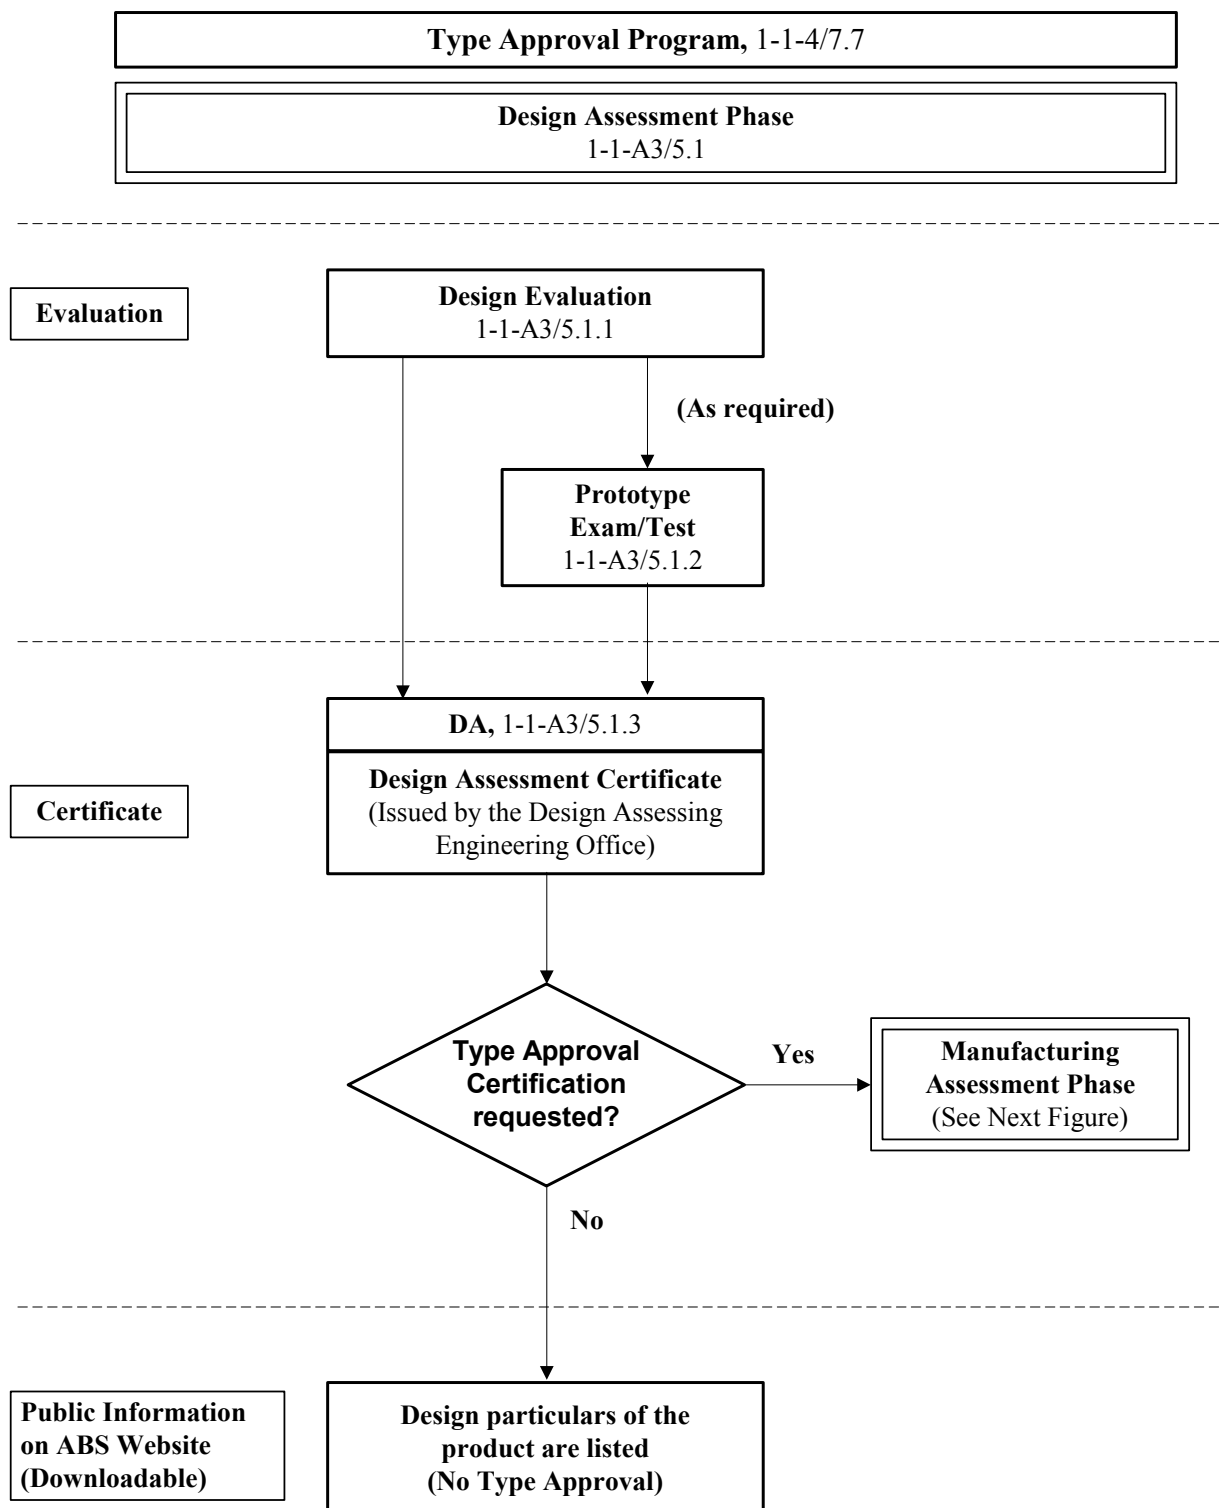 Type Approval Program, 1-1-4/7.7
Design Assessment Phase
1-1-A3/5.1
Evaluation
Design Evaluation
1-1-A3/5.1.1
(As required)
Prototype
Exam/Test
1-1-A3/5.1.2
DA, 1-1-A3/5.1.3
Certificate
Design Assessment Certificate
(Issued by the Design Assessing
Engineering Office)
Type Approval
Certification
requested?
Yes
Manufacturing
Assessment Phase
(See Next Figure)
No
Public Information
on ABS Website
(Downloadable)
Design particulars of the
product are listed
(No Type Approval)